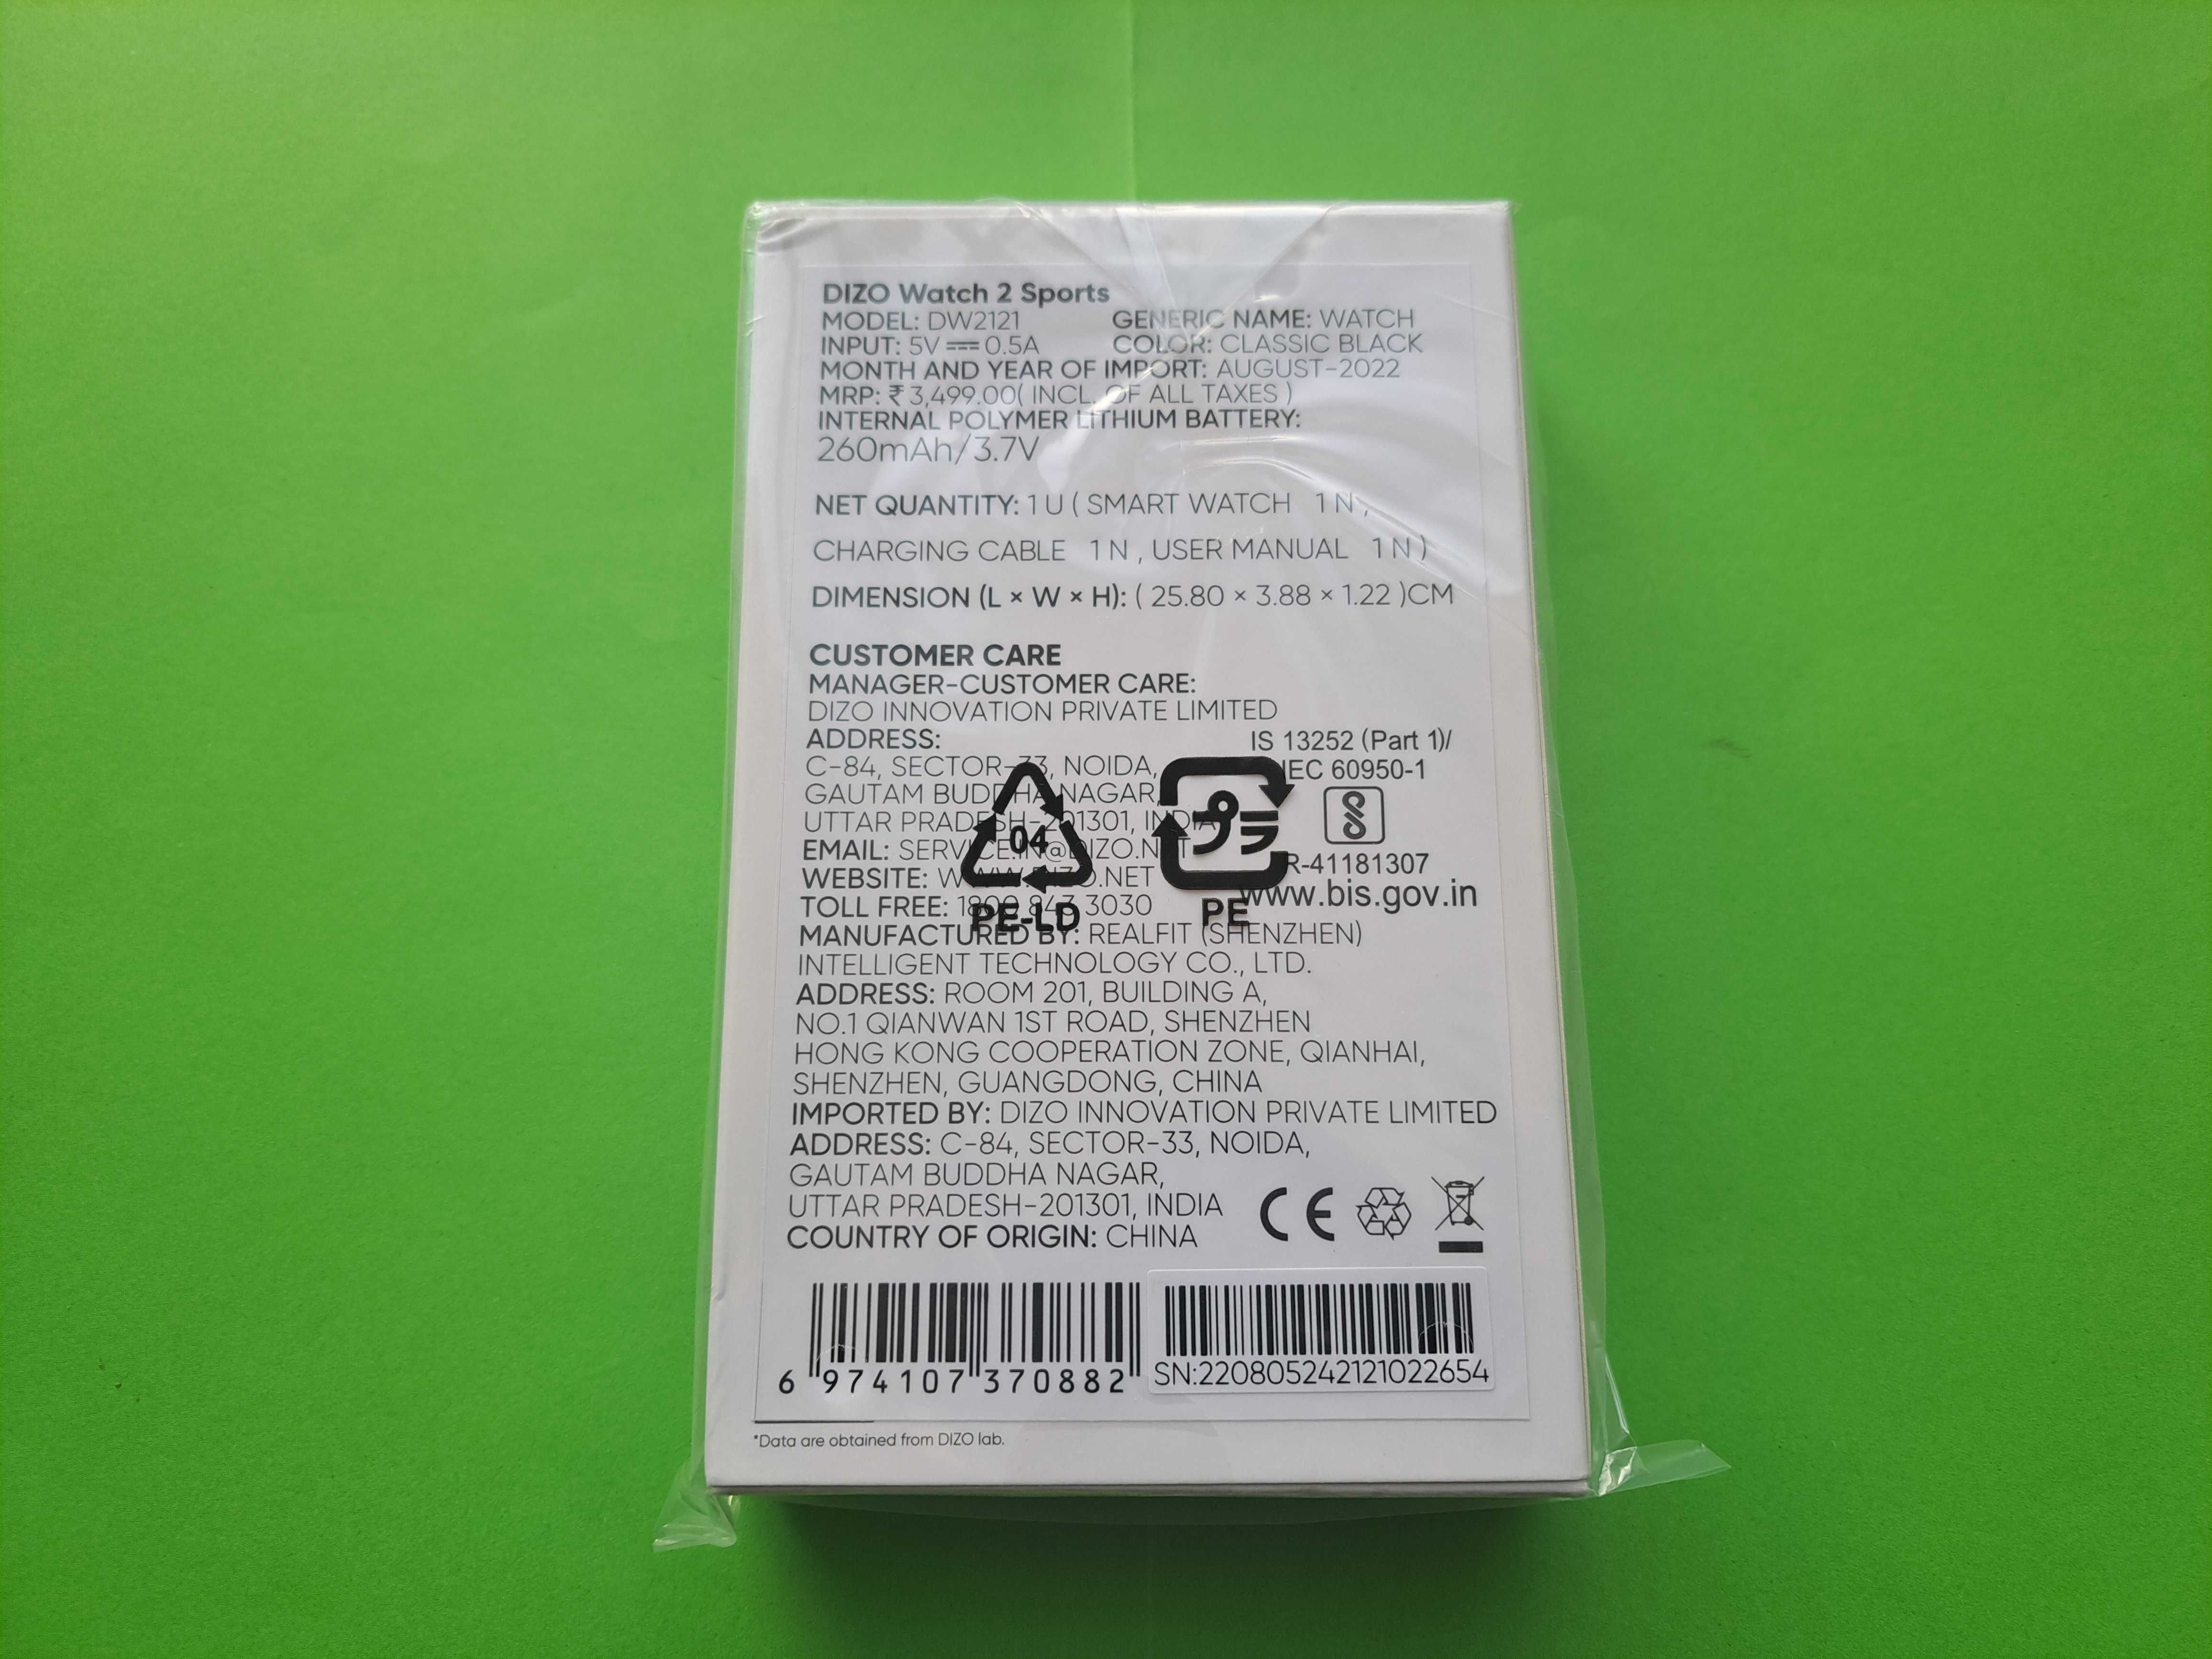 DIZO Watch 2 Sports
MODEL: DW2121 GENERIC NAME: WATCH
INPUT: 5V ⎓ 0.5A COLOR: CLASSIC BLACK
MONTH AND YEAR OF IMPORT: AUGUST-2022
MRP: ₹ 3,499.00( INCL. OF ALL TAXES )
INTERNAL POLYMER LITHIUM BATTERY:
260mAh/3.7V
NET QUANTITY: 1 U ( SMART WATCH 1 N ,
CHARGING CABLE 1 N , USER MANUAL 1 N )
DIMENSION (L × W × H): ( 25.80 × 3.88 × 1.22 )CM
CUSTOMER CARE
MANAGER-CUSTOMER CARE:
DIZO INNOVATION PRIVATE LIMITED
ADDRESS:
C-84, SECTOR-33, NOIDA,
GAUTAM BUDDHA NAGAR,
UTTAR PRADESH-201301, INDIA
EMAIL: SERVICE.IN@DIZO.NET
WEBSITE: WWW.DIZO.NET
TOLL FREE: 1800 843 3030
IS 13252 (Part 1)/
IEC 60950-1
R-41181307
www.bis.gov.in
04
PE-LD
プラ
PE
MANUFACTURED BY: REALFIT (SHENZHEN)
INTELLIGENT TECHNOLOGY CO., LTD.
ADDRESS: ROOM 201, BUILDING A,
NO.1 QIANWAN 1ST ROAD, SHENZHEN
HONG KONG COOPERATION ZONE, QIANHAI,
SHENZHEN, GUANGDONG, CHINA
IMPORTED BY: DIZO INNOVATION PRIVATE LIMITED
ADDRESS: C-84, SECTOR-33, NOIDA,
GAUTAM BUDDHA NAGAR,
UTTAR PRADESH-201301, INDIA
COUNTRY OF ORIGIN: CHINA
CE
6 974107 370882
SN:220805242121022654
*Data are obtained from DIZO lab.